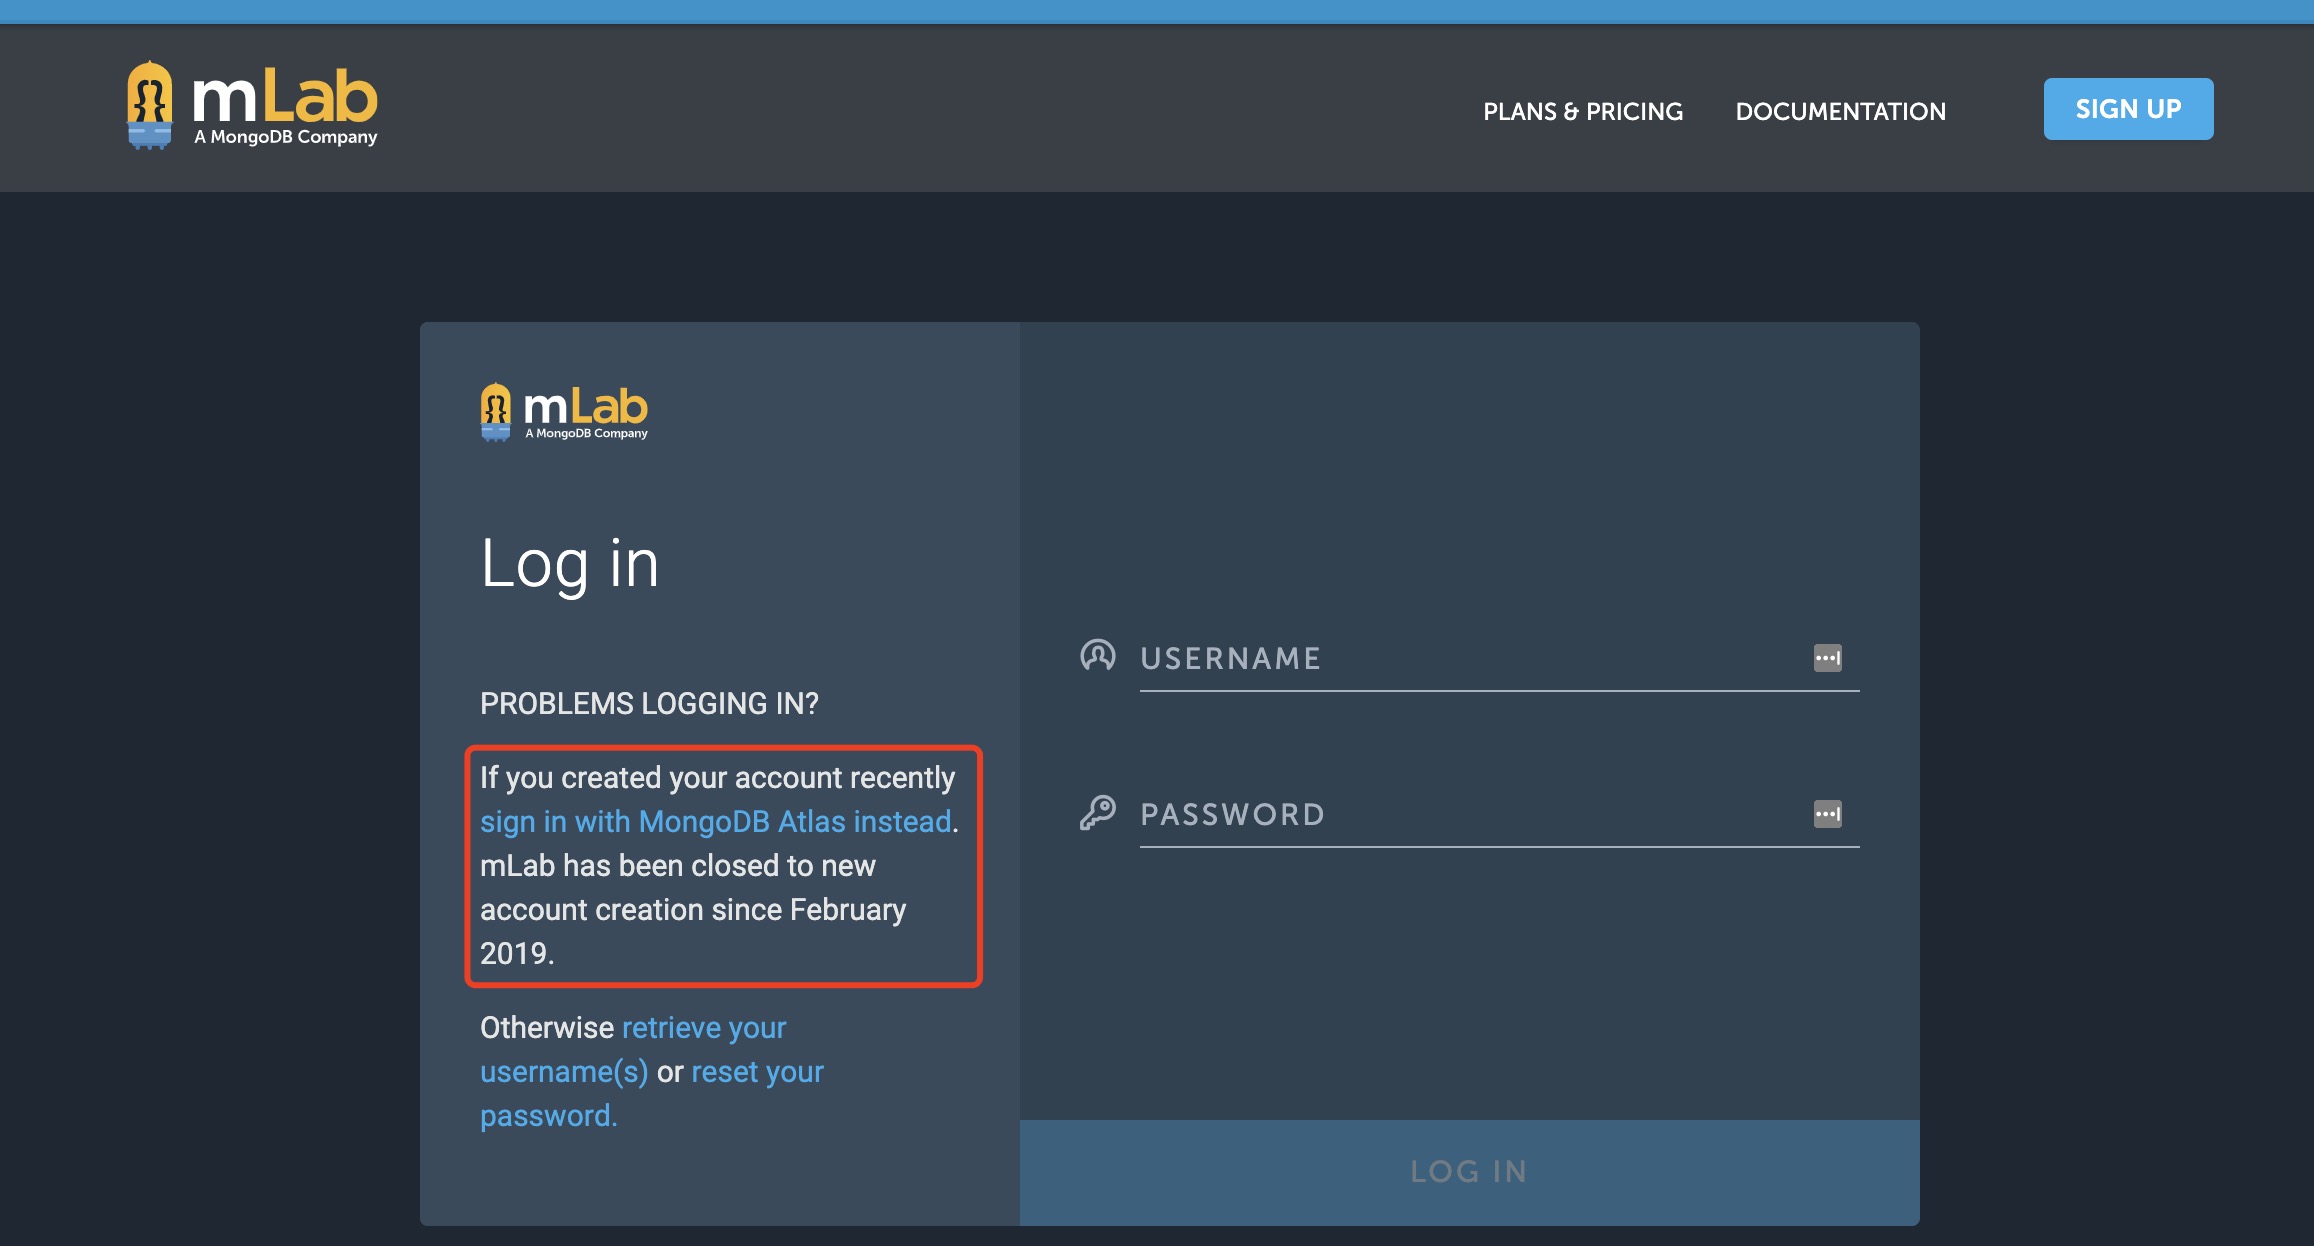 mLab
A MongoDB Company
PLANS & PRICING
DOCUMENTATION
SIGN UP
mLab
A MongoDB Company
Log in
PROBLEMS LOGGING IN?
If you created your account recently
sign in with MongoDB Atlas instead.
mLab has been closed to new
account creation since February
2019.
Otherwise retrieve your
username(s) or reset your
password.
USERNAME
PASSWORD
LOG IN